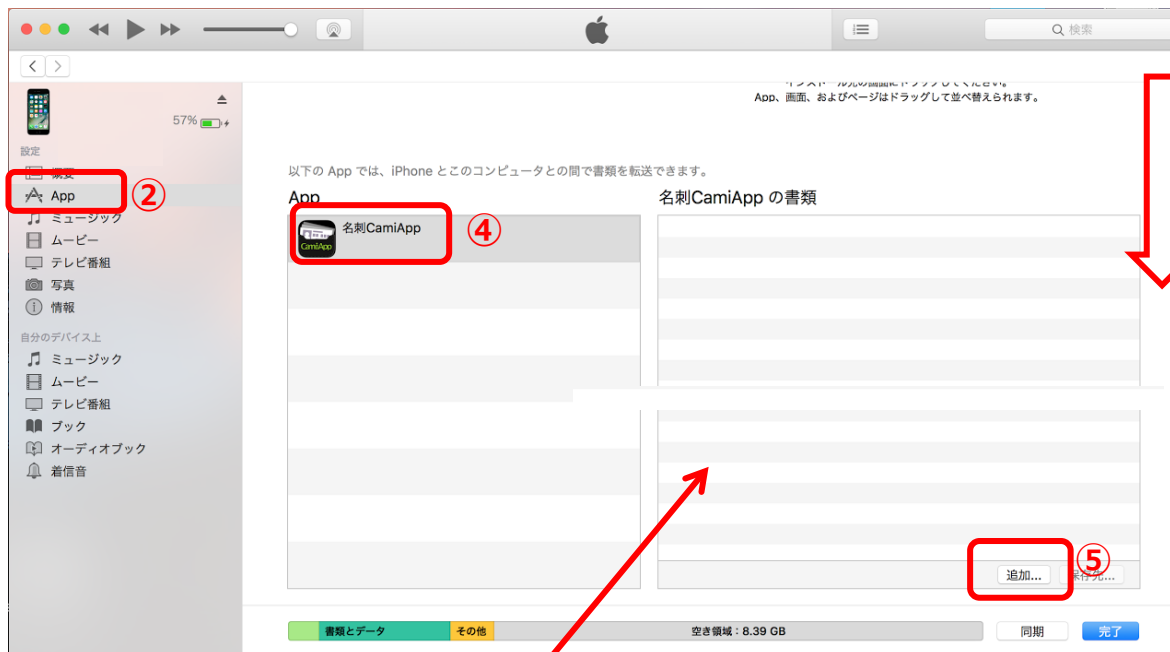 検索
57%
設定
概要
App
②
ミュージック
ムービー
テレビ番組
写真
情報
自分のデバイス上
ミュージック
ムービー
テレビ番組
ブック
オーディオブック
着信音
App、画面、およびページはドラッグして並べ替えられます。
以下の App では、iPhone とこのコンピュータとの間で書類を転送できます。
App
名刺CamiApp
CamiApp
④
名刺CamiApp の書類
追加...
保存先...
⑤
書類とデータ
その他
空き領域：8.39 GB
同期
完了